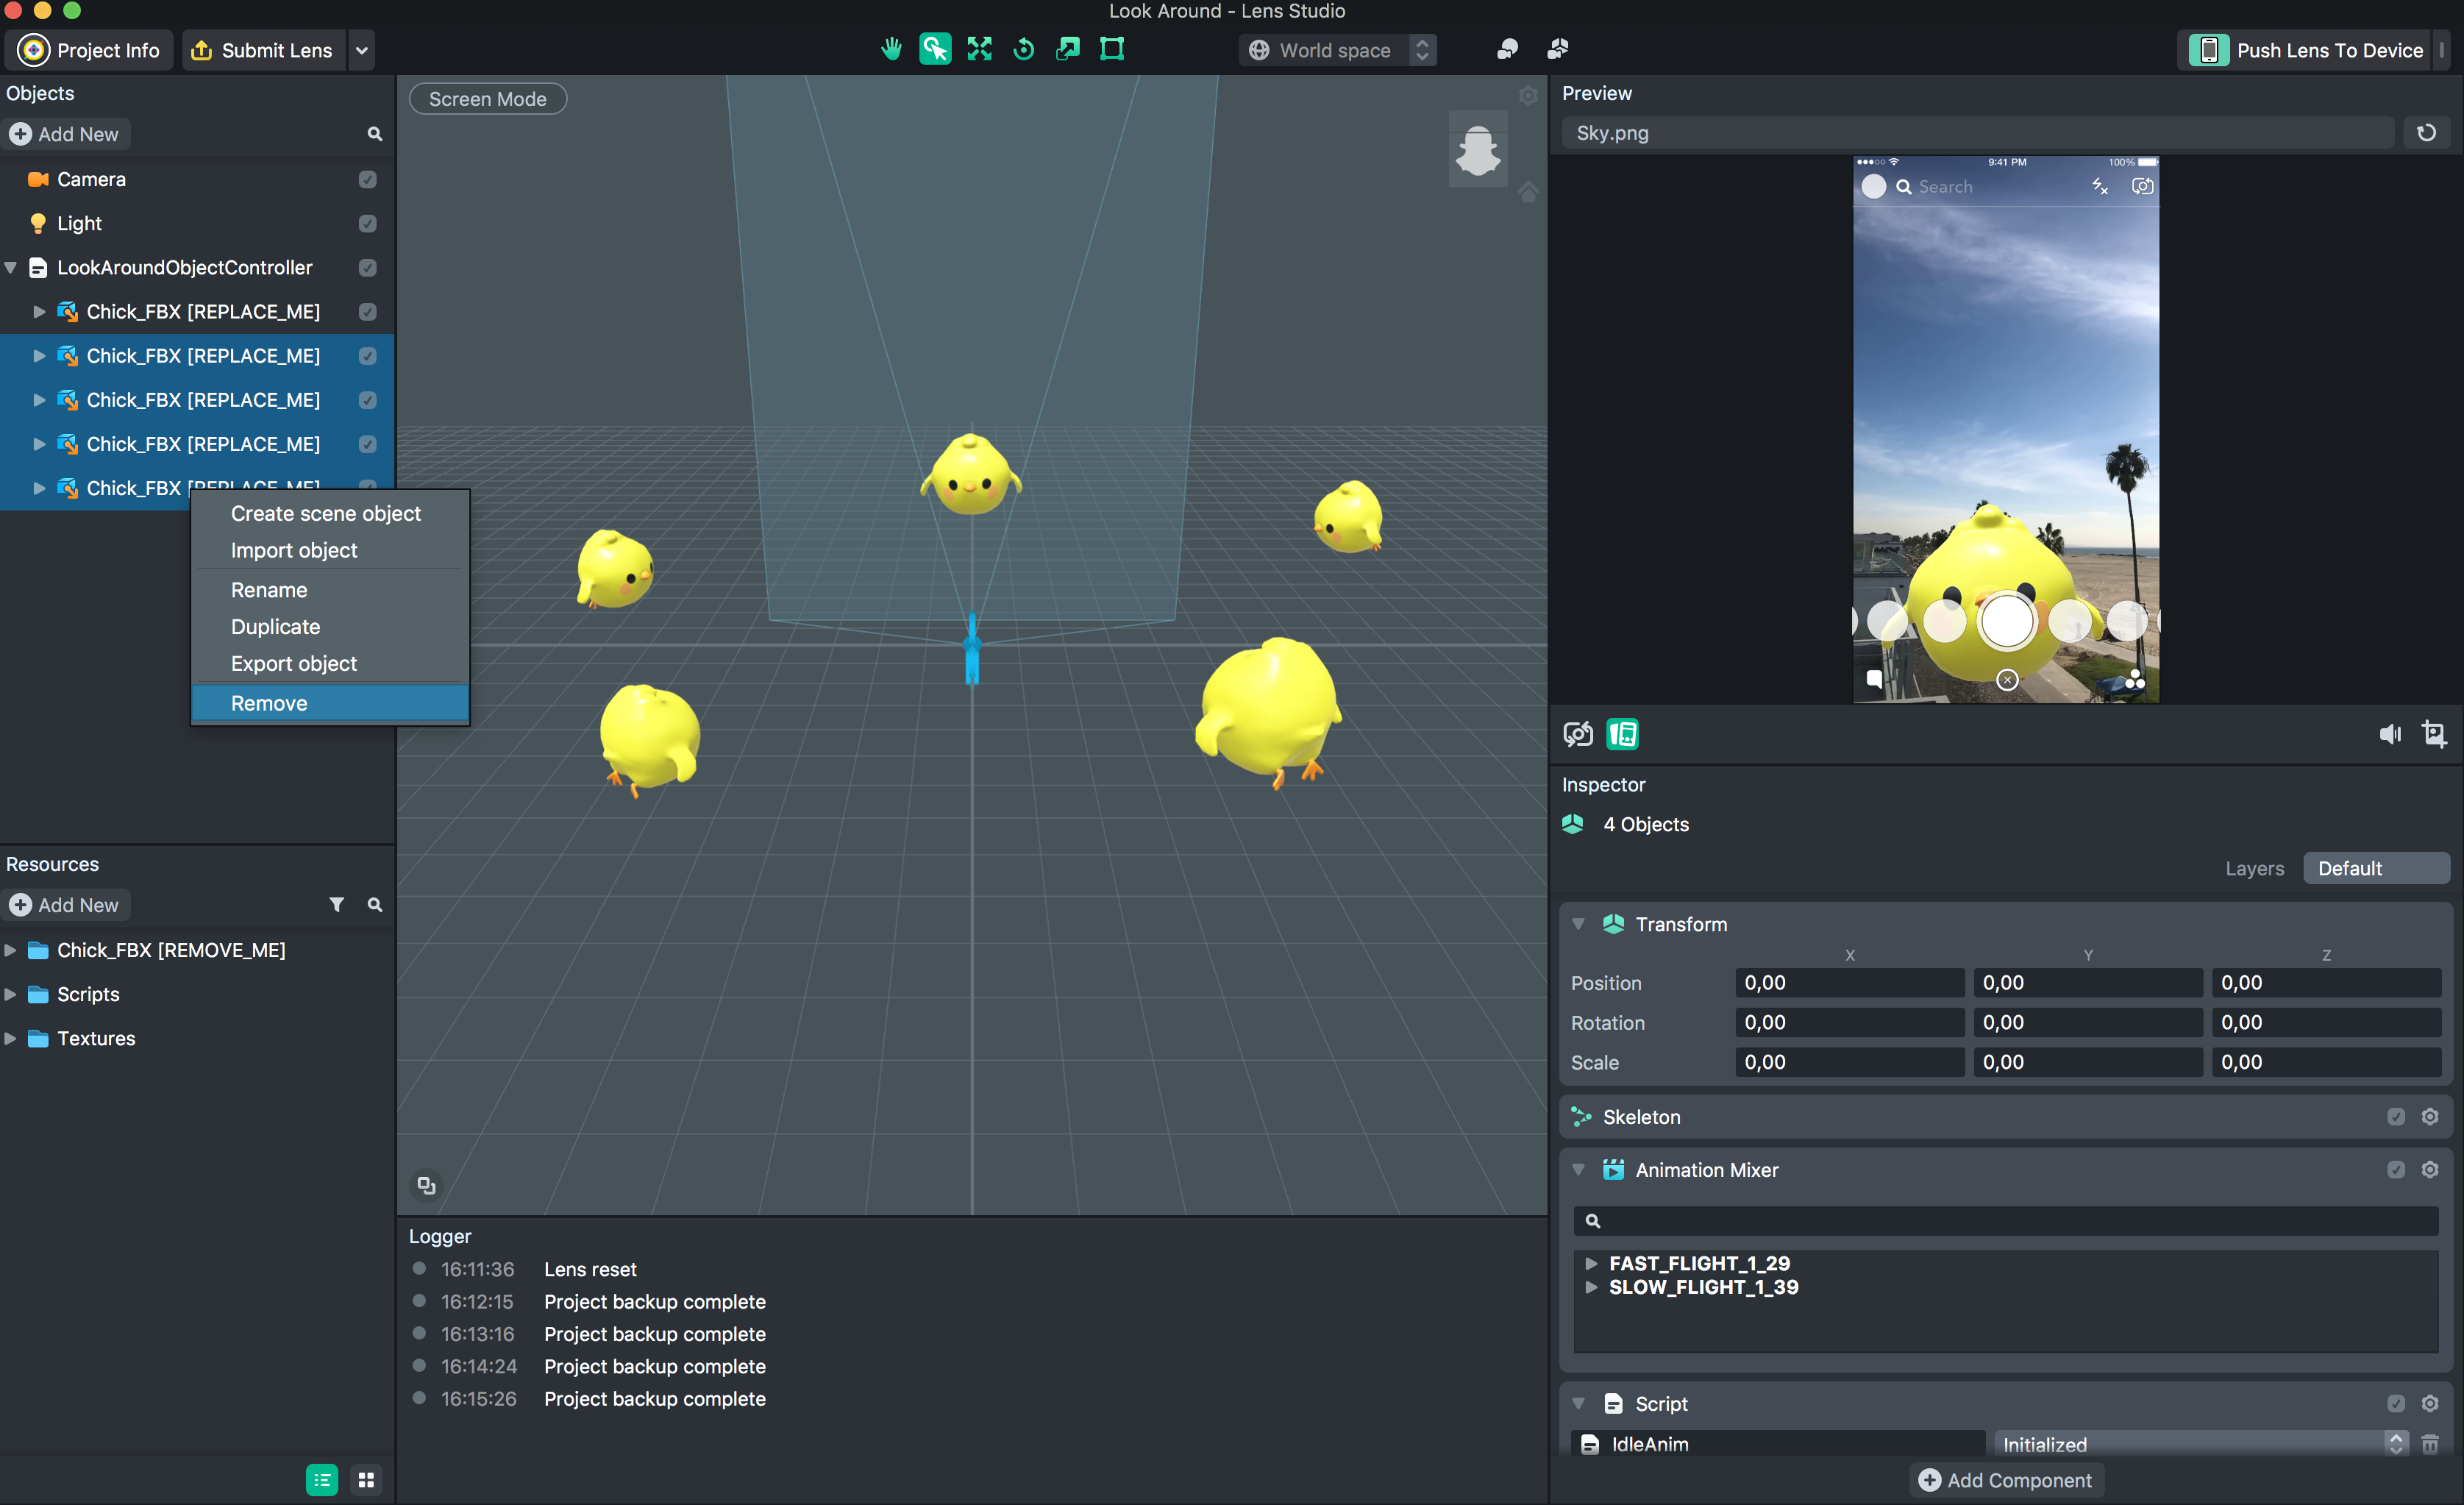 Look Around - Lens Studio
Project Info
Submit Lens
World space
Push Lens To Device
Objects
Add New
Camera
Light
LookAroundObjectController
Chick_FBX [REPLACE_ME]
Chick_FBX [REPLACE_ME]
Chick_FBX [REPLACE_ME]
Chick_FBX [REPLACE_ME]
Chick_FBX [REPLACE_ME]
Create scene object
Import object
Rename
Duplicate
Export object
Remove
Resources
Add New
Chick_FBX [REMOVE_ME]
Scripts
Textures
Screen Mode
Logger
16:11:36 Lens reset
16:12:15 Project backup complete
16:13:16 Project backup complete
16:14:24 Project backup complete
16:15:26 Project backup complete
Preview
Sky.png
9:41 PM 100%
Search
Inspector
4 Objects
Layers Default
Transform
X Y Z
Position 0,00 0,00 0,00
Rotation 0,00 0,00 0,00
Scale 0,00 0,00 0,00
Skeleton
Animation Mixer
FAST_FLIGHT_1_29
SLOW_FLIGHT_1_39
Script
IdleAnim Initialized
Add Component